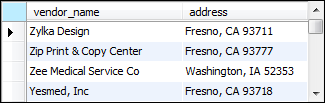 vendor_name address
Zylka Design Fresno, CA 93711
Zip Print & Copy Center Fresno, CA 93777
Zee Medical Service Co Washington, IA 52353
Yesmed, Inc Fresno, CA 93718